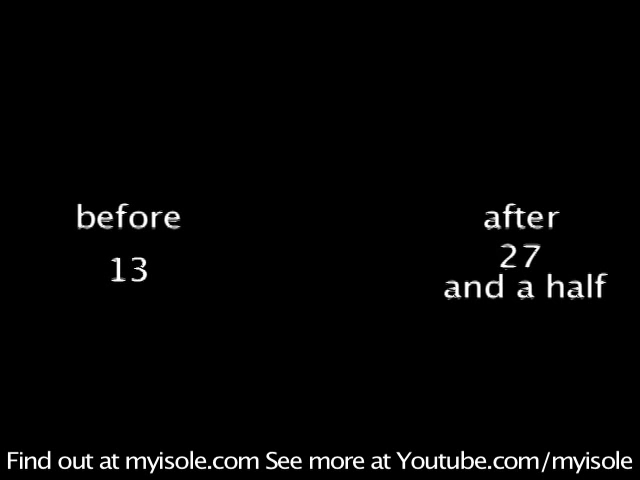 before
13
after
27
and a half
Find out at myisole.com See more at Youtube.com/myisole